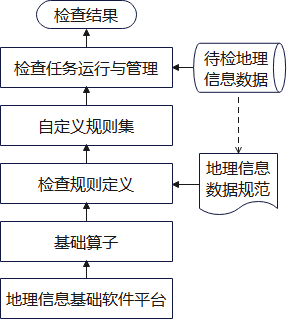 检查结果
检查任务运行与管理
待检地理
信息数据
自定义规则集
检查规则定义
地理信息
数据规范
基础算子
地理信息基础软件平台